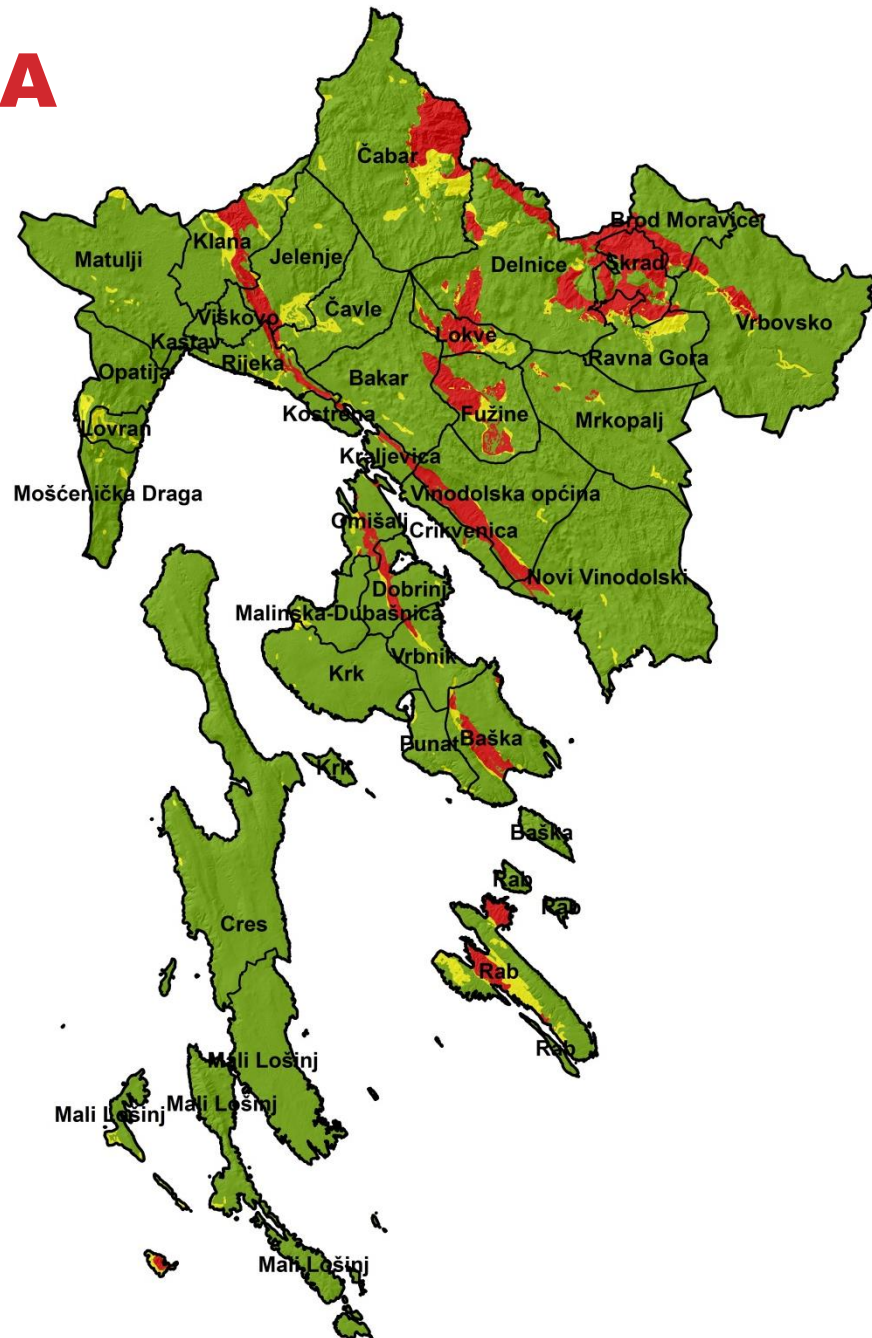 A
Čabar
Brod Moravice
Klana
Matulji
Jelenje
Delnice
Skrad
Čavle
Viškovo
Vrbovsko
Kastav
Lokve
Rijeka
Ravna Gora
Opatija
Bakar
Kostrena
Fužine
Mrkopalj
Lovran
Kraljevica
Mošćenička Draga
Vinodolska općina
Omišalj
Crikvenica
Novi Vinodolski
Dobrinj
Malinska-Dubašnica
Vrbnik
Krk
Punat
Baška
Krk
Baška
Rab
Rab
Cres
Rab
Rab
Mali Lošinj
Mali Lošinj
Mali Lošinj
Mali Lošinj